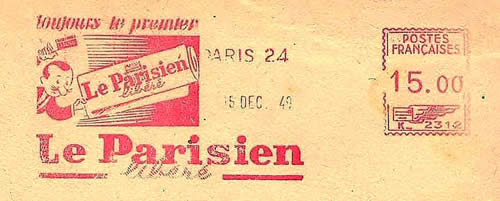 toujours le premier
Le Parisien
libéré
Le Parisien
libéré
PARIS 24
15 DEC. 49
POSTES
FRANÇAISES
15.00
K 2312